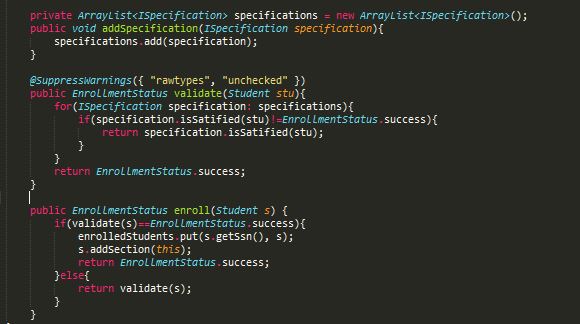 private ArrayList<ISpecification> specifications = new ArrayList<ISpecification>();
public void addSpecification(ISpecification specification){
specifications.add(specification);
}
@SuppressWarnings({ "rawtypes", "unchecked" })
public EnrollmentStatus validate(Student stu){
for(ISpecification specification: specifications){
if(specification.isSatified(stu)!=EnrollmentStatus.success){
return specification.isSatified(stu);
}
}
return EnrollmentStatus.success;
}
public EnrollmentStatus enroll(Student s) {
if(validate(s)==EnrollmentStatus.success){
enrolledStudents.put(s.getSsn(), s);
s.addSection(this);
return EnrollmentStatus.success;
}else{
return validate(s);
}
}